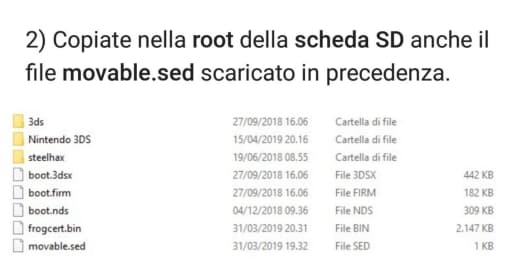 2) Copiate nella root della scheda SD anche il
file movable.sed scaricato in precedenza.
3ds 27/09/2018 16.06 Cartella di file
Nintendo 3DS 15/04/2019 20.16 Cartella di file
steelhax 19/06/2018 08.55 Cartella di file
boot.3dsx 27/09/2018 16.06 File 3DSX 442 KB
boot.firm 27/09/2018 16.06 File FIRM 182 KB
boot.nds 04/12/2018 09.36 File NDS 309 KB
frogcert.bin 31/03/2019 20.31 File BIN 2.147 KB
movable.sed 31/03/2019 19.32 File SED 1 KB